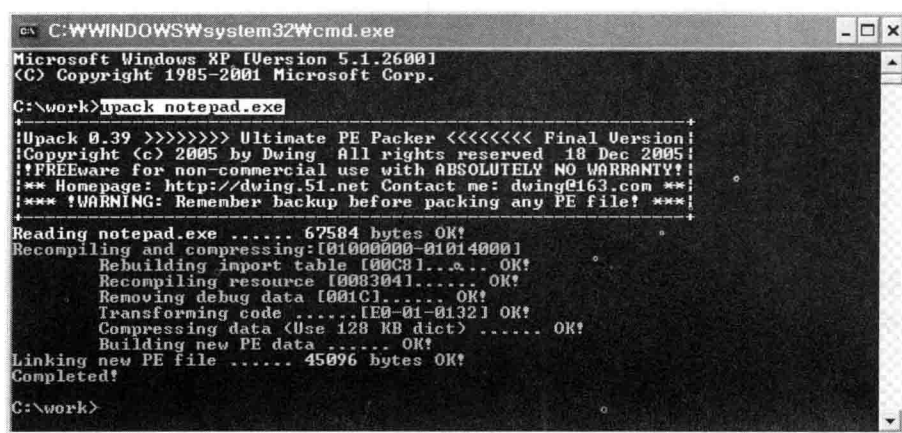 C:₩WINDOWS₩system32₩cmd.exe
Microsoft Windows XP [Version 5.1.2600]
(C) Copyright 1985-2001 Microsoft Corp.
C:\work>upack notepad.exe
+--------------------------------------------------------------------+
|Upack 0.39 >>>>>>>> Ultimate PE Packer <<<<<<<< Final Version|
|Copyright (c) 2005 by Dwing  All rights reserved  18 Dec 2005|
|!FREEware for non-commercial use with ABSOLUTELY NO WARRANTY!|
|** Homepage: http://dwing.51.net Contact me: dwing@163.com **|
|*** !WARNING: Remember backup before packing any PE file! ***|
+--------------------------------------------------------------------+
Reading notepad.exe ...... 67584 bytes OK!
Recompiling and compressing:[01000000-01014000]
Rebuilding import table [00C8]...... OK!
Recompiling resource [008304]...... OK!
Removing debug data [001C]...... OK!
Transforming code ......[E0-01-0132] OK!
Compressing data (Use 128 KB dict) ...... OK!
Building new PE data ...... OK!
Linking new PE file ...... 45096 bytes OK!
Completed!
C:\work>